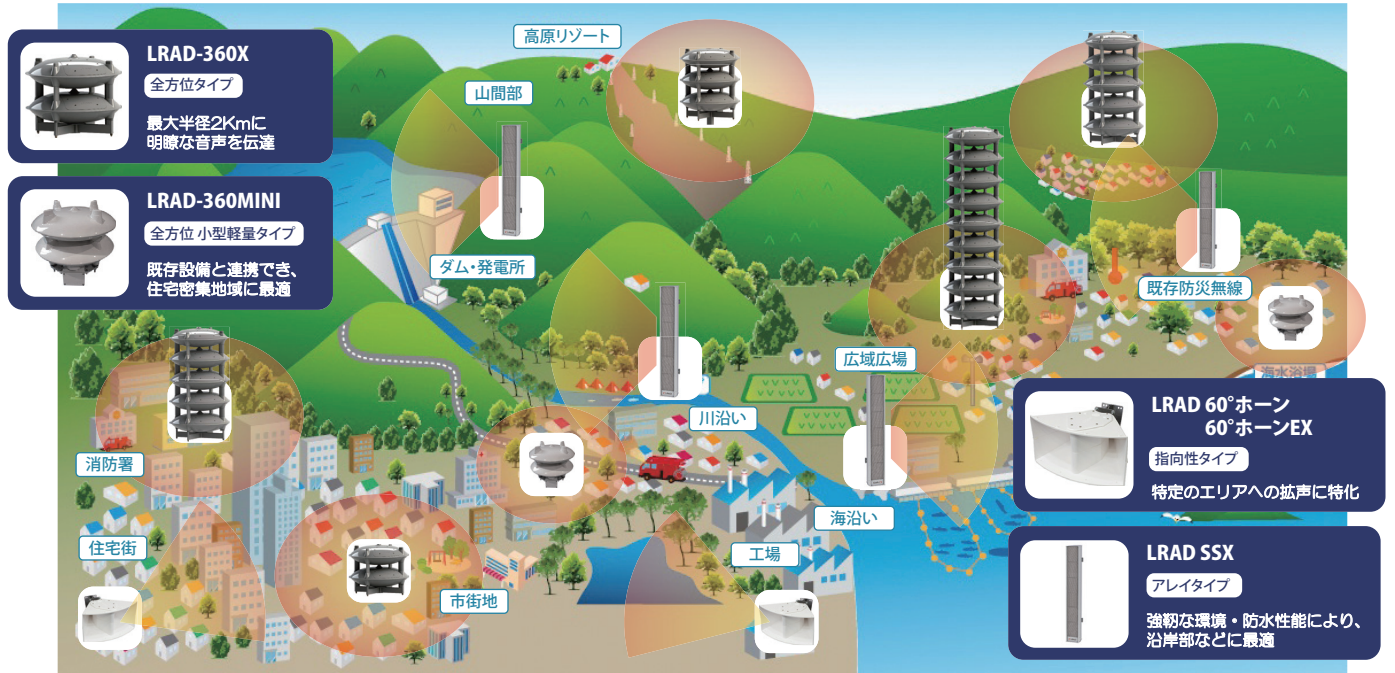 LRAD-360X
全方位タイプ
最大半径2Kmに
明瞭な音声を伝達
LRAD-360MINI
全方位 小型軽量タイプ
既存設備と連携でき、
住宅密集地域に最適
高原リゾート
山間部
ダム・発電所
既存防災無線
広域広場
海水浴場
川沿い
消防署
住宅街
市街地
海沿い
工場
LRAD 60°ホーン
60°ホーンEX
指向性タイプ
特定のエリアへの拡声に特化
LRAD SSX
アレイタイプ
強靭な環境・防水性能により、
沿岸部などに最適